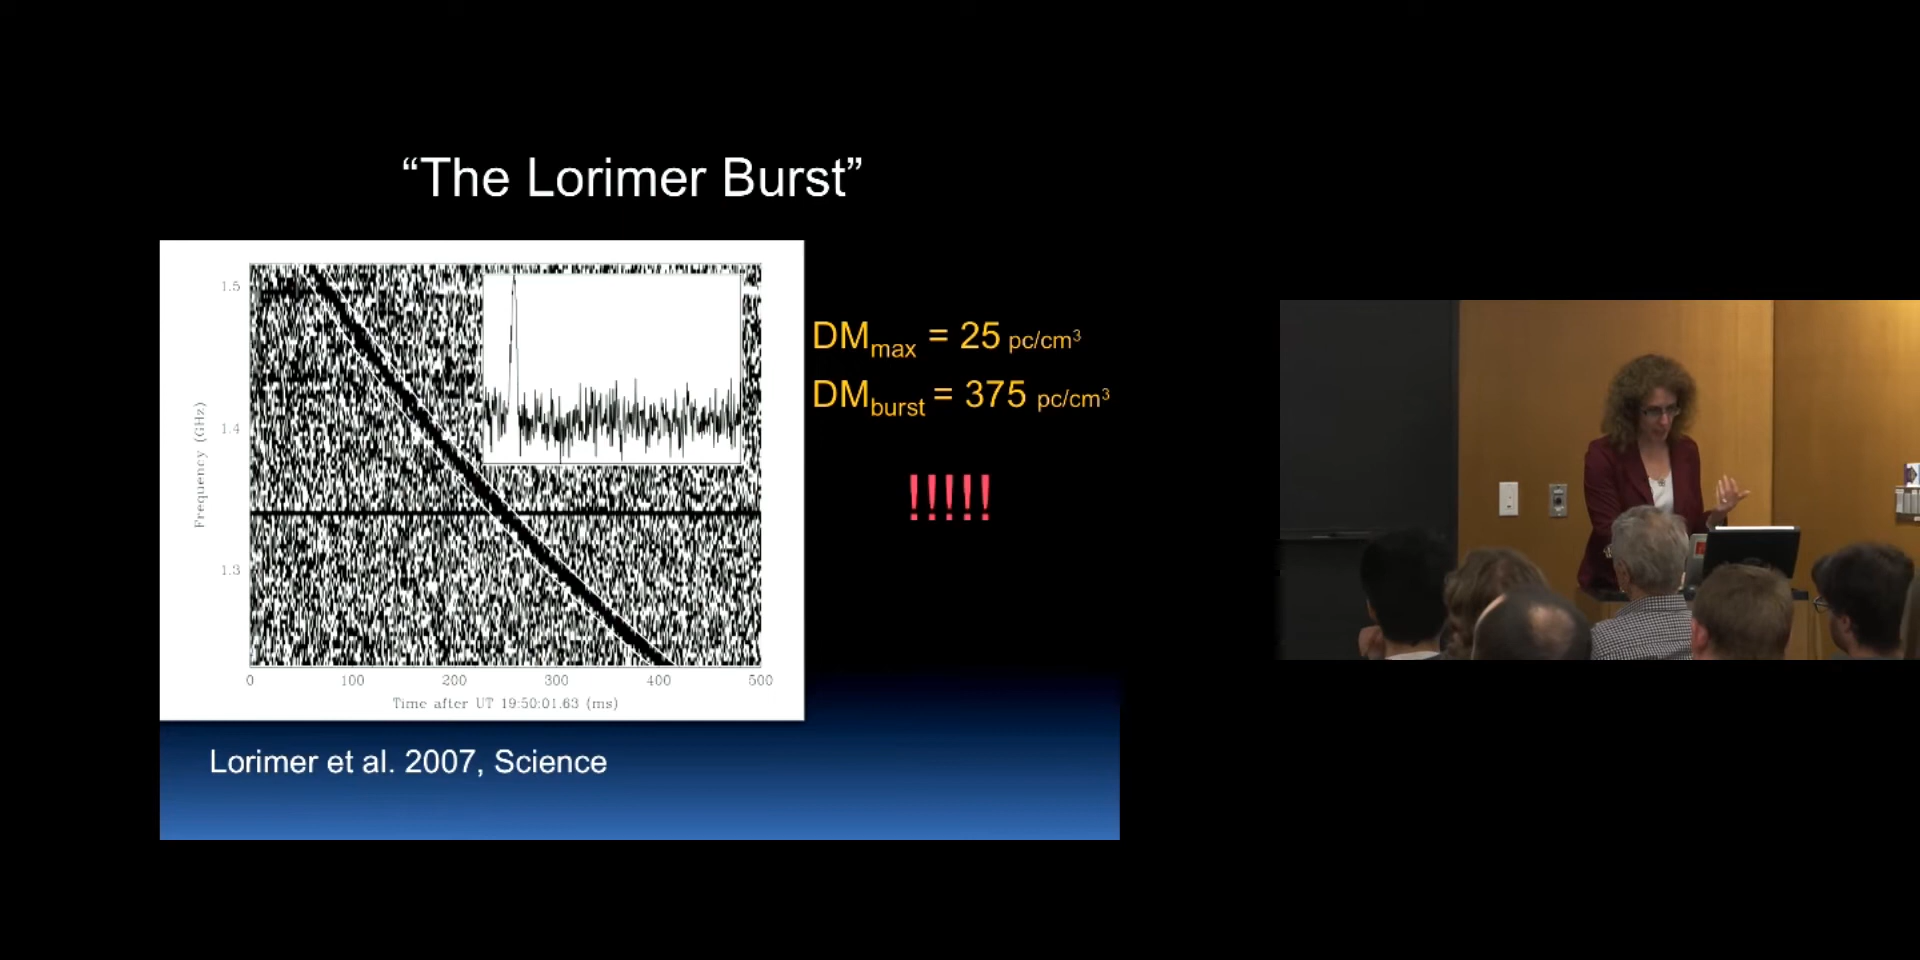 “The Lorimer Burst”
1.5
1.4
1.3
Frequency (GHz)
0 100 200 300 400 500
Time after UT 19:50:01.63 (ms)
DMmax = 25 pc/cm³
DMburst = 375 pc/cm³
!!!!!
Lorimer et al. 2007, Science